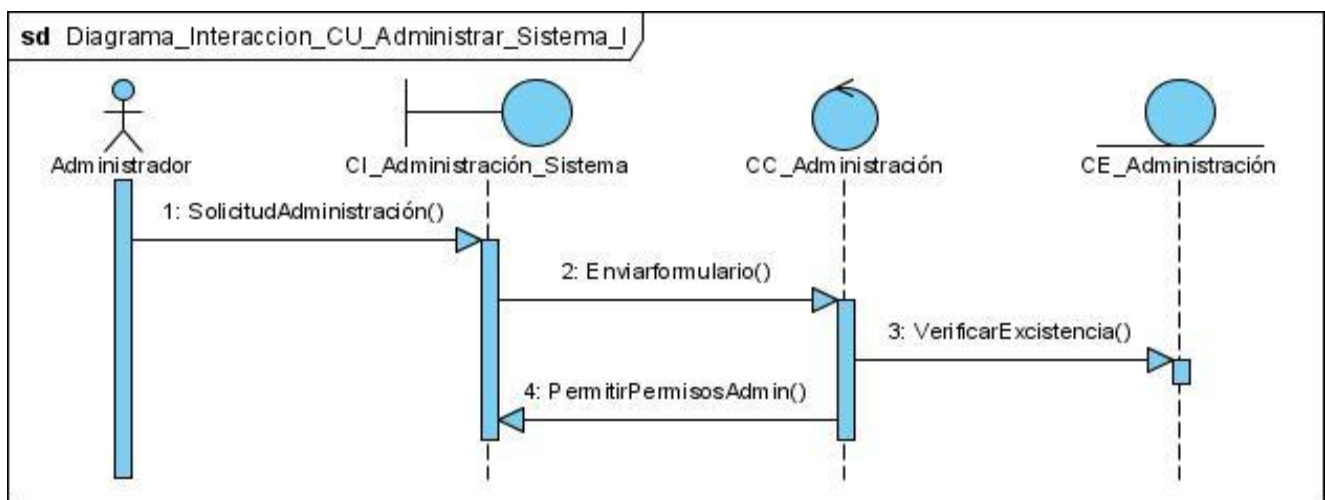 sd Diagrama_Interaccion_CU_Administrar_Sistema_I
Administrador
CI_Administración_Sistema
CC_Administración
CE_Administración
1: SolicitudAdministración()
2: Enviarformulario()
3: VerificarExcistencia()
4: PermitirPermisosAdmin()